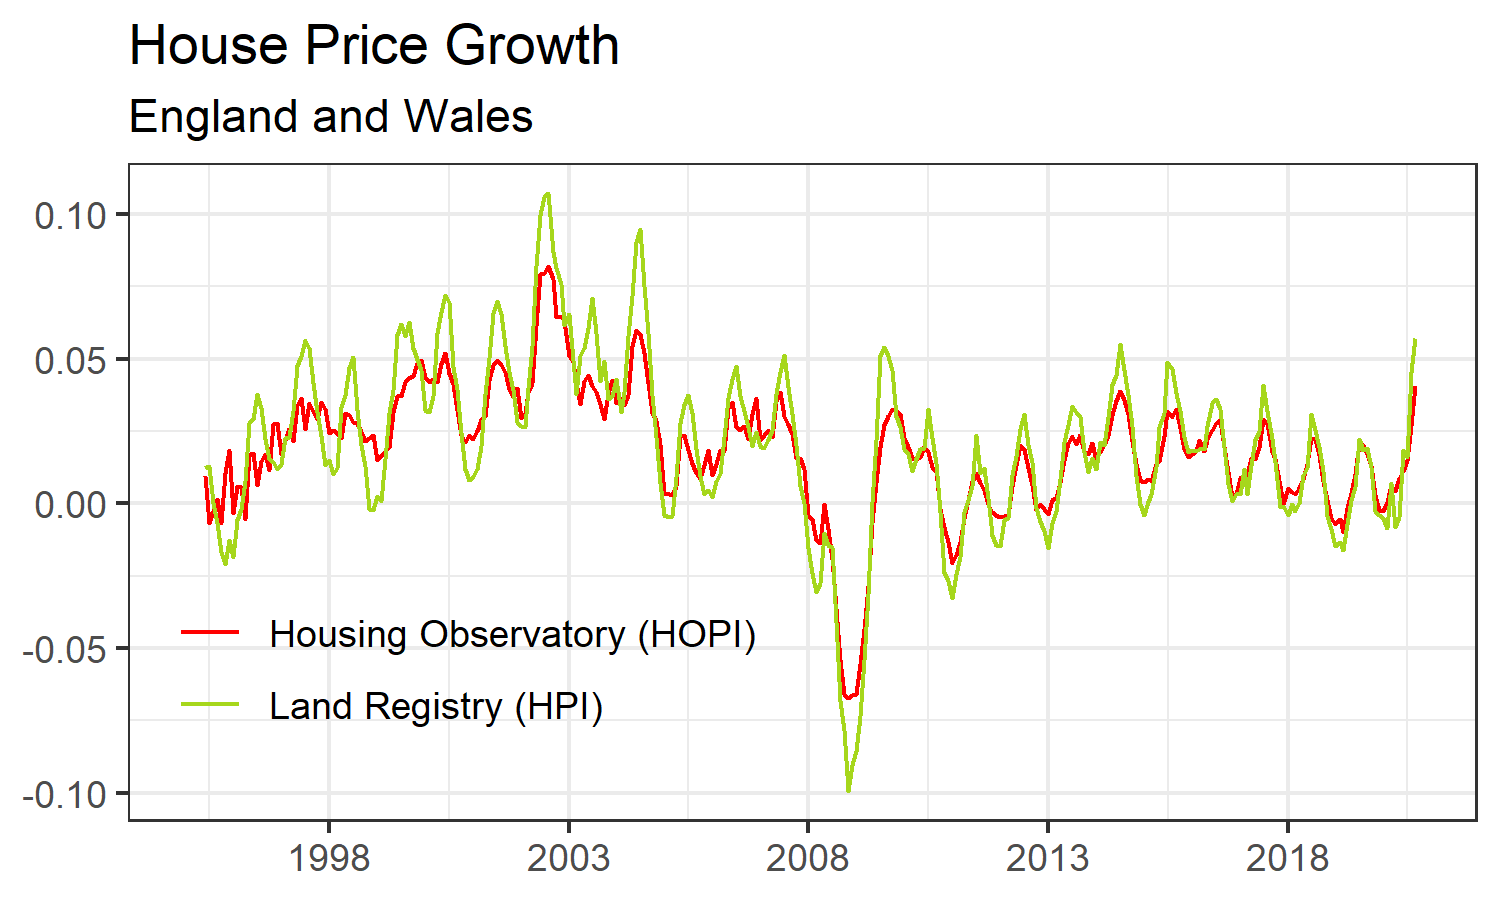 House Price Growth
England and Wales
0.10
0.05
0.00
-0.05
-0.10
Housing Observatory (HOPI)
Land Registry (HPI)
1998 2003 2008 2013 2018